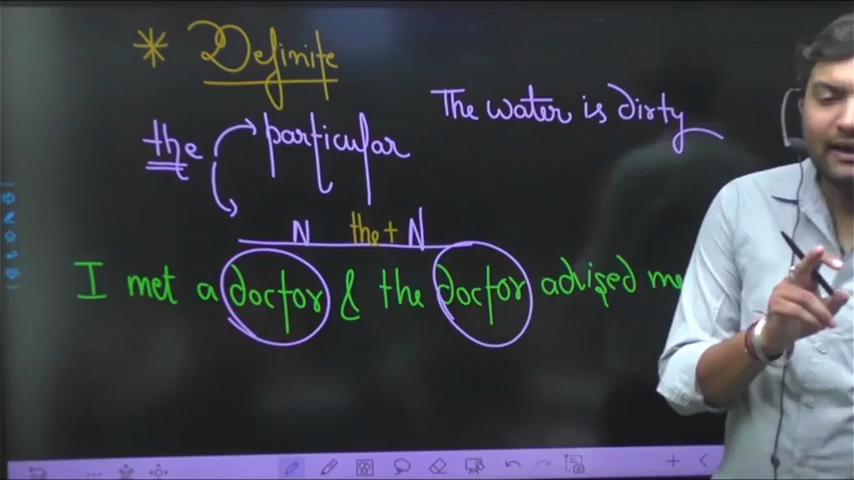 * Definite
The water is dirty
the particular
N the + N
I met a doctor & the doctor advised me